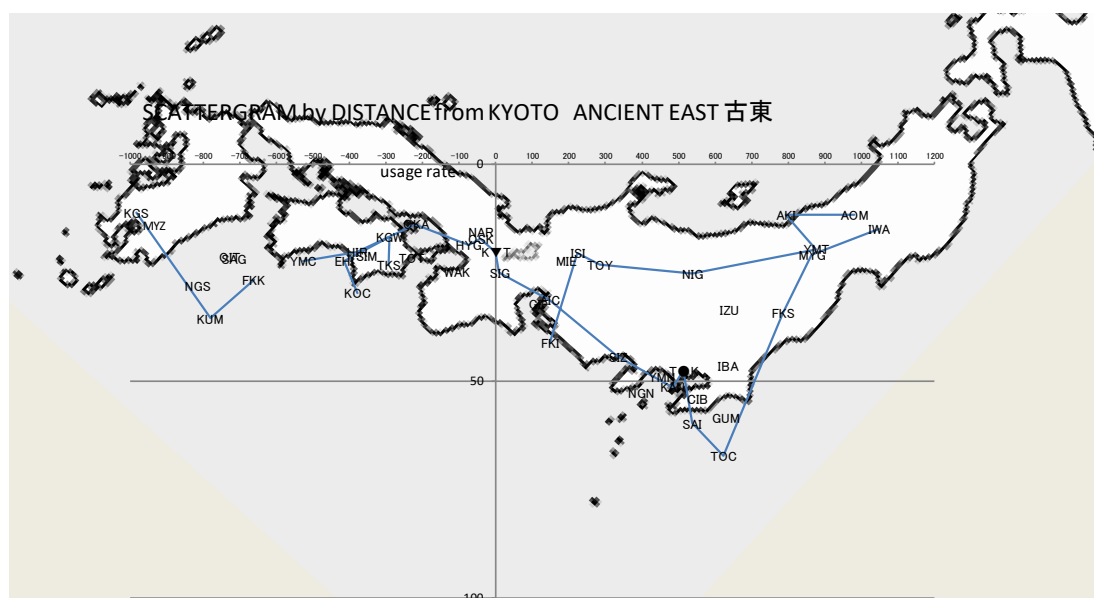 SCATTERGRAM by DISTANCE from KYOTO ANCIENT EAST 古東
-1000 -900 -800 -700 -600 -500 -400 -300 -200 -100 0 100 200 300 400 500 600 700 800 900 1000 1100 1200
0
usage rate
KGS
MYZ
AKI
AOM
NAR
OSK
IWA
KGW
OKA
HYG
HIR
SIM
TOT
YMT
MYG
ISI
MIE
TOY
YMC
EHI
TKS
WAK
SIG
NIG
OIT
SAG
NGS
FKK
KOC
AIC
IZU
FKS
KUM
FKI
SIZ
IBA
YMN
TOK
KAN
50
NGN
CIB
SAI
GUM
TOC
100